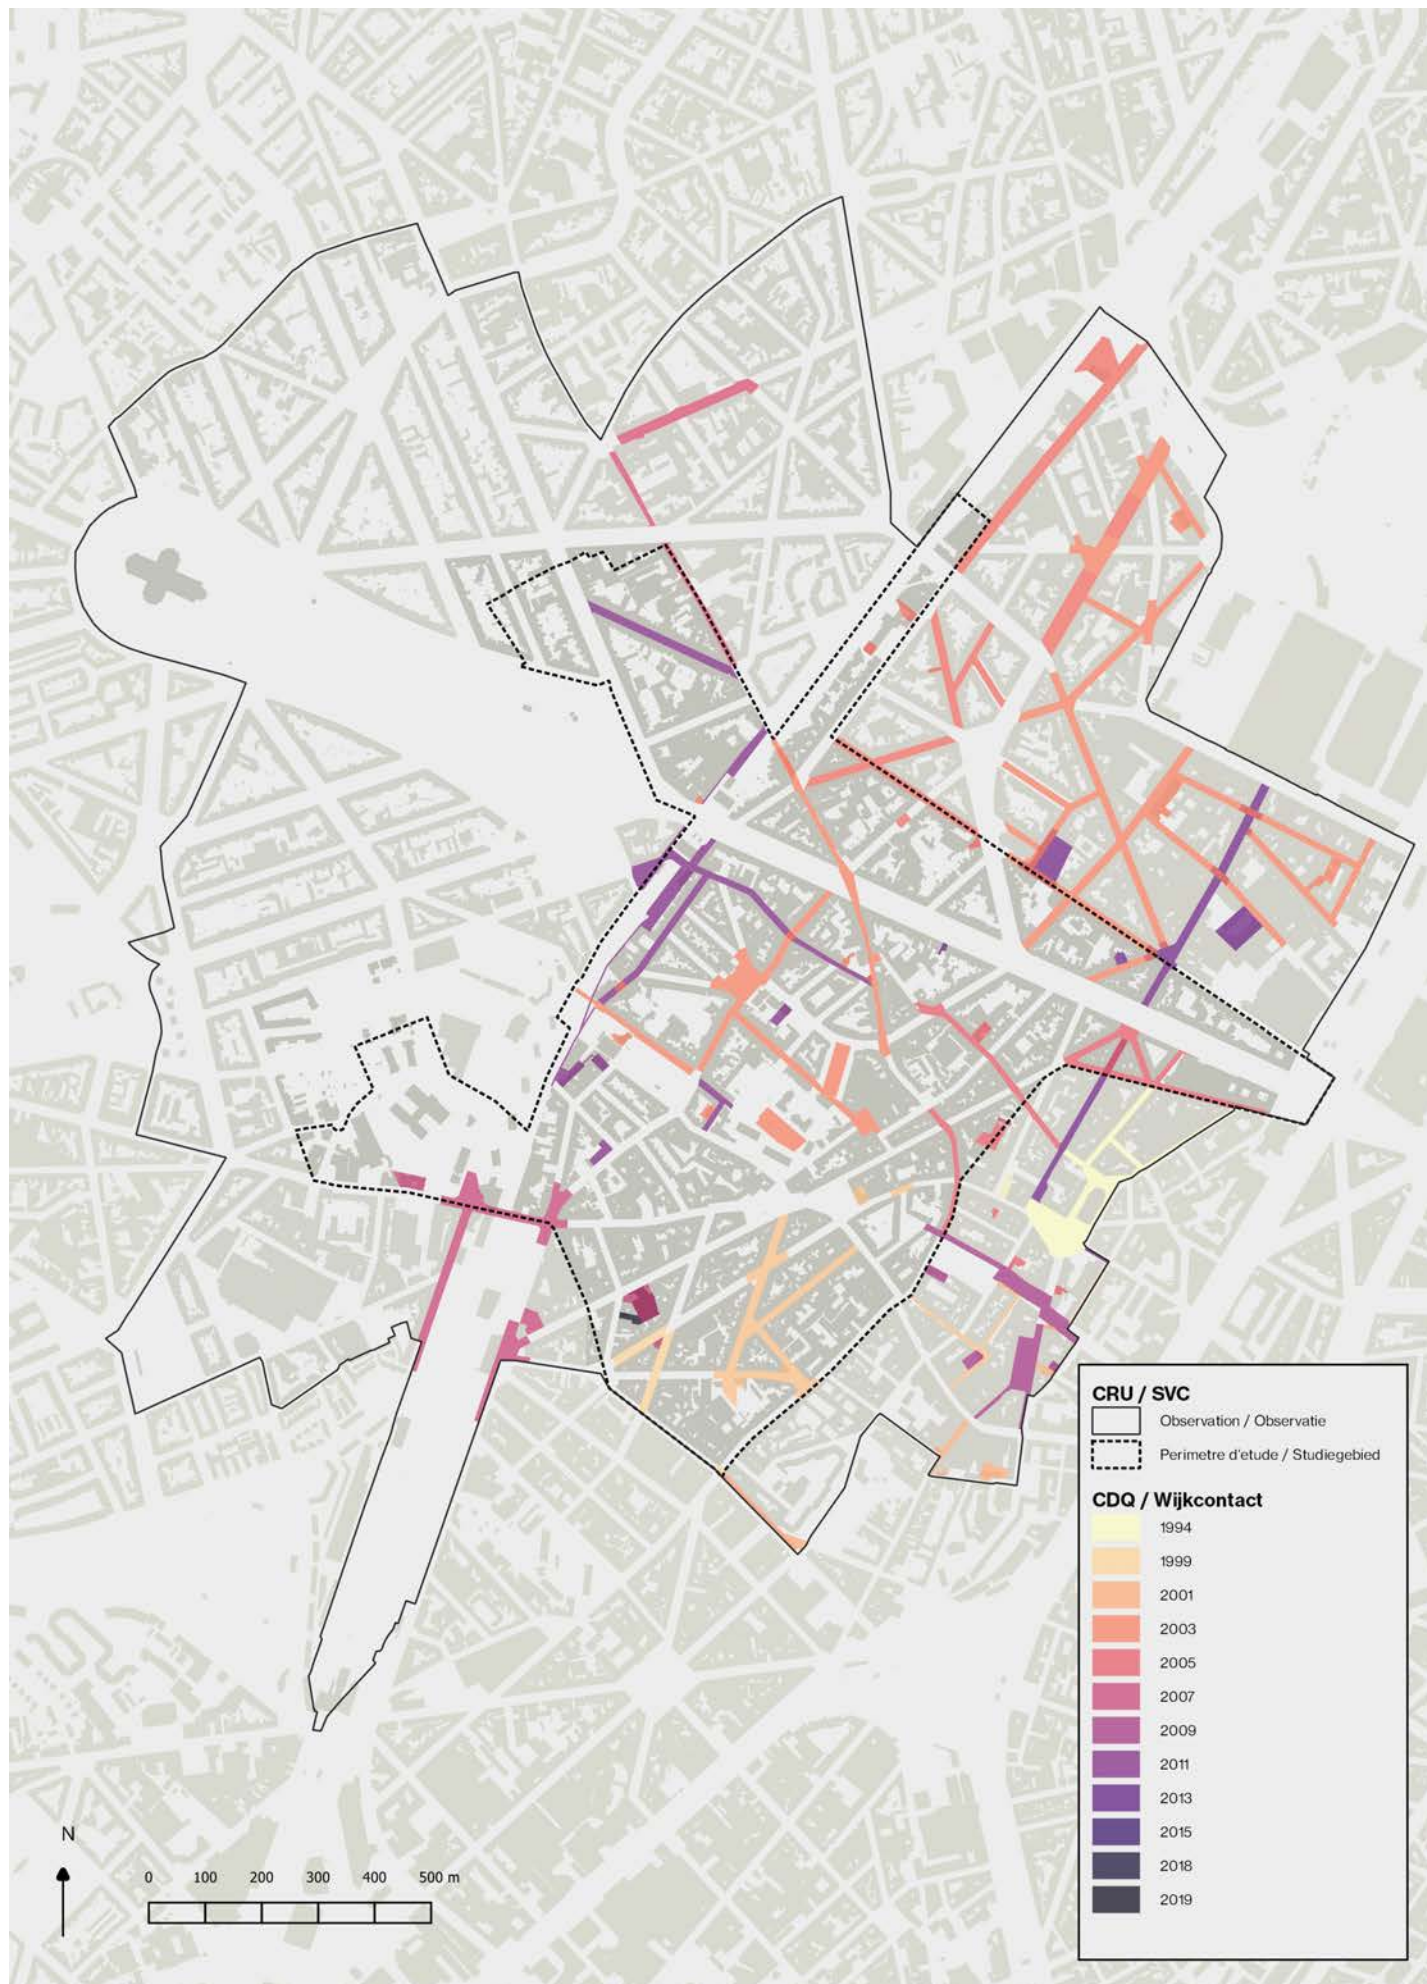 CRU / SVC
Observation / Observatie
Perimetre d'etude / Studiegebied
CDQ / Wijkcontact
1994
1999
2001
2003
2005
2007
2009
2011
2013
2015
2018
2019
N
0 100 200 300 400 500 m